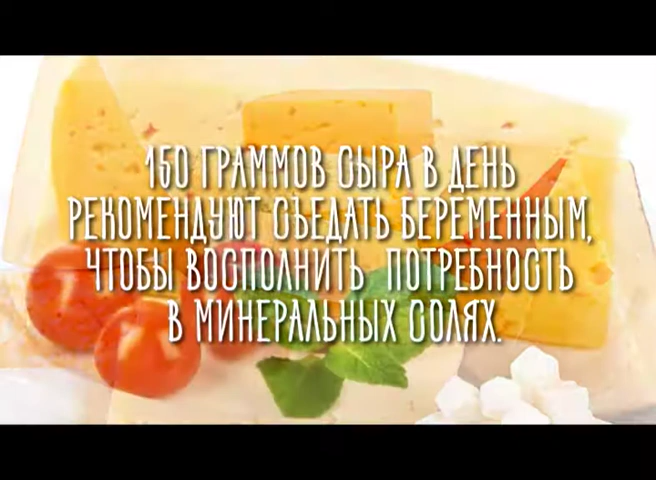 150 ГРАММОВ СЫРА В ДЕНЬ
РЕКОМЕНДУЮТ СЪЕДАТЬ БЕРЕМЕННЫМ,
ЧТОБЫ ВОСПОЛНИТЬ ПОТРЕБНОСТЬ
В МИНЕРАЛЬНЫХ СОЛЯХ.